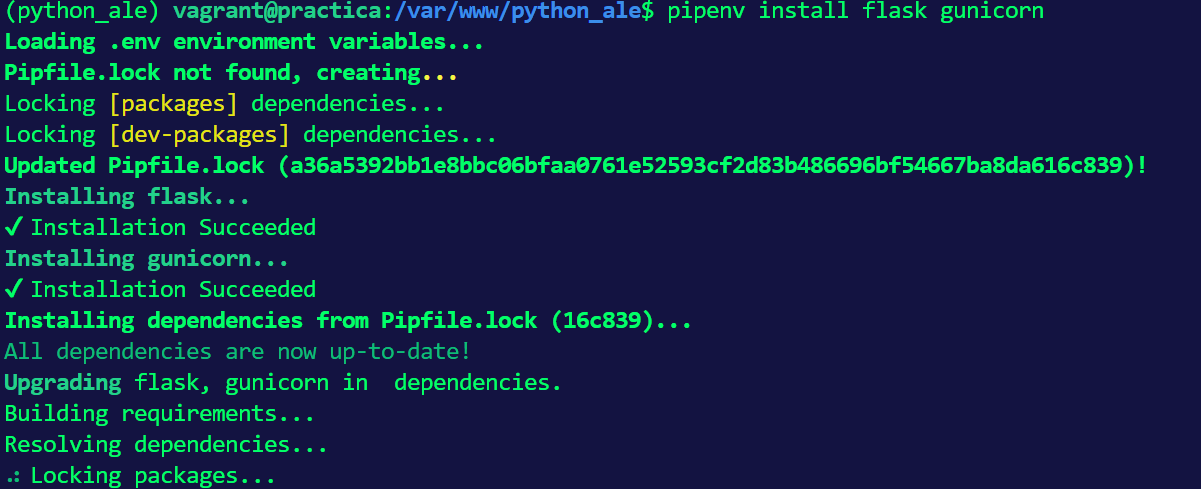 (python_ale) vagrant@practica:/var/www/python_ale$ pipenv install flask gunicorn
Loading .env environment variables...
Pipfile.lock not found, creating...
Locking [packages] dependencies...
Locking [dev-packages] dependencies...
Updated Pipfile.lock (a36a5392bb1e8bbc06bfaa0761e52593cf2d83b486696bf54667ba8da616c839)!
Installing flask...
✔ Installation Succeeded
Installing gunicorn...
✔ Installation Succeeded
Installing dependencies from Pipfile.lock (16c839)...
All dependencies are now up-to-date!
Upgrading flask, gunicorn in  dependencies.
Building requirements...
Resolving dependencies...
Locking packages...